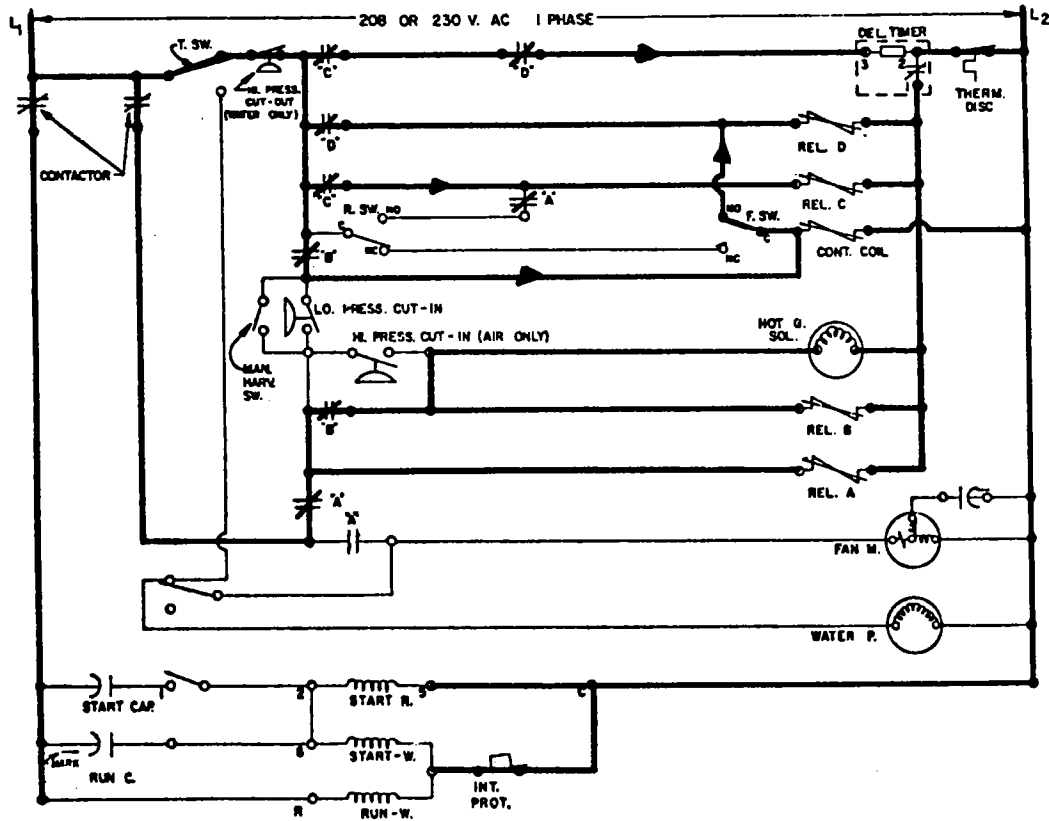 L1
208 OR 230 V. AC 1 PHASE
L2
T. SW.
DEL. TIMER
"C"
"D"
3
2
HI. PRESS.
CUT-OUT
(WATER ONLY)
THERM.
DISC
CONTACTOR
"D"
REL. D
"C"
"A"
REL. C
R. SW. NO
NO
F. SW.
C
C
"B"
NC
NC
CONT. COIL
LO. PRESS. CUT-IN
HI. PRESS. CUT-IN (AIR ONLY)
HOT G.
SOL.
MAN.
HARV.
SW.
"B"
REL. B
REL. A
"A"
"A"
FAN M.
WATER P.
START CAP.
1
2
START R.
5
C
MARK
RUN C.
S
START-W.
INT.
PROT.
R
RUN-W.